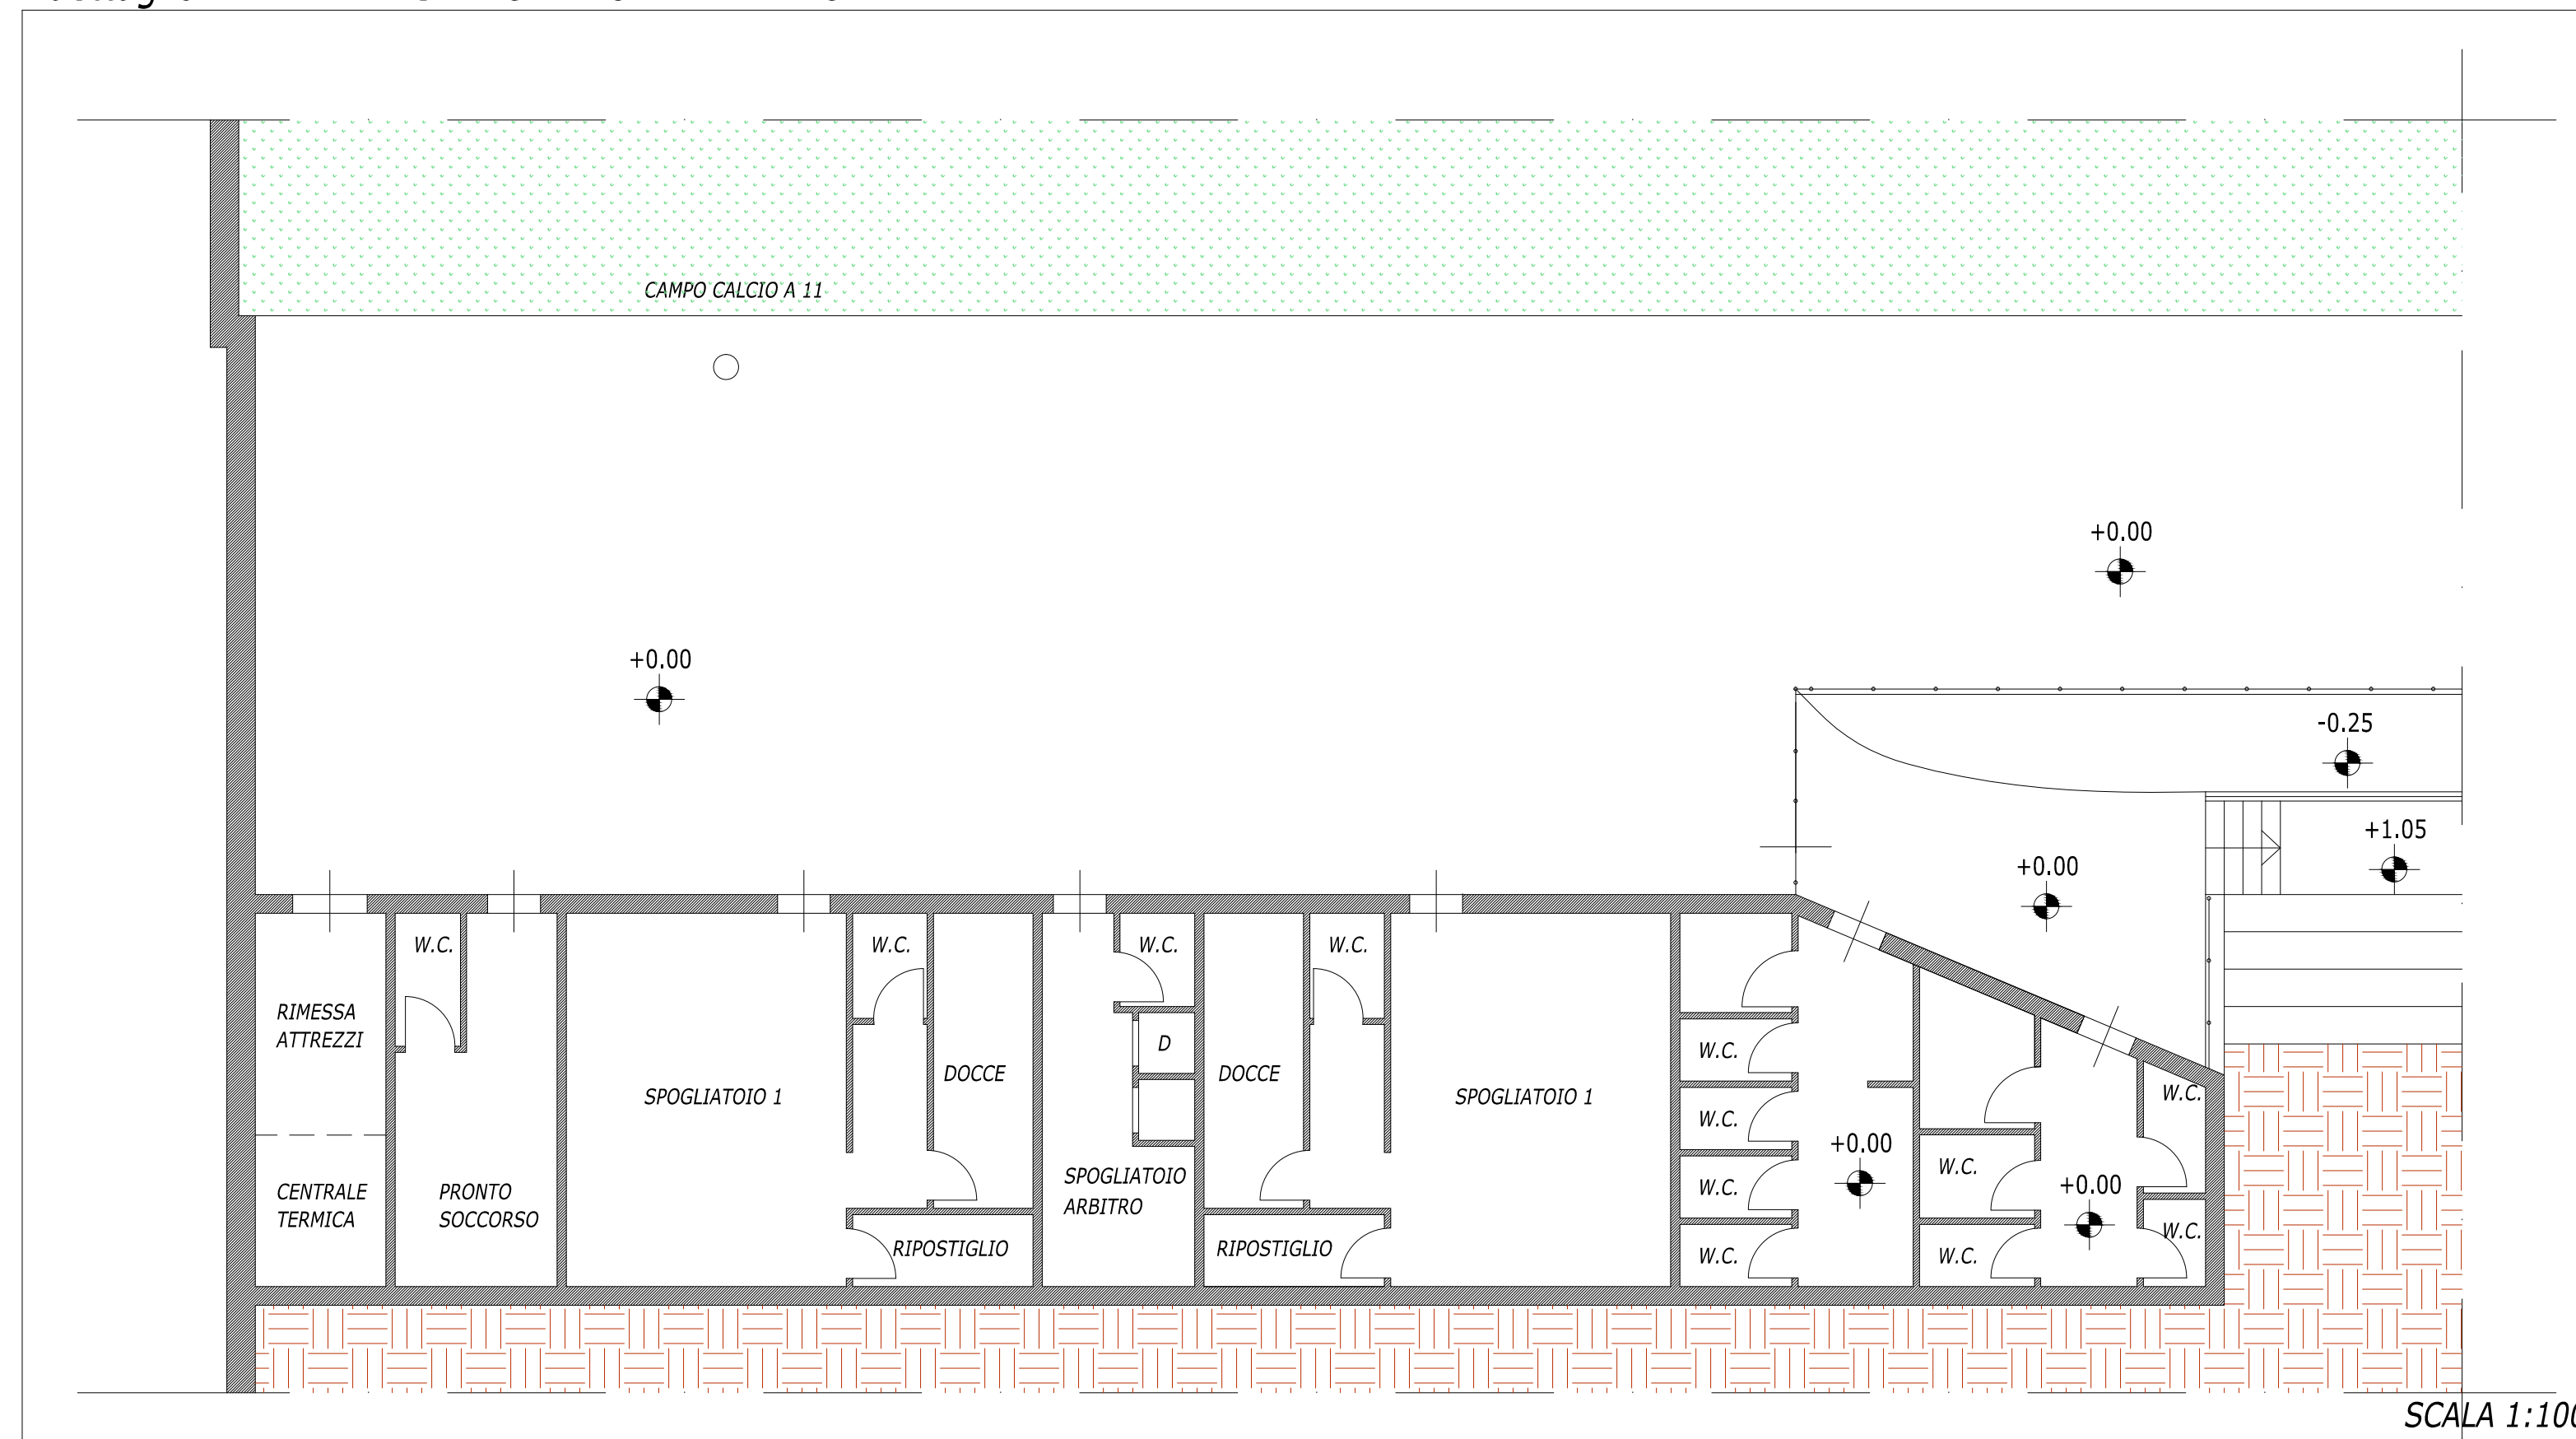 CAMPO CALCIO A 11
+0.00
+0.00
-0.25
+1.05
+0.00
W.C.
W.C.
W.C.
W.C.
RIMESSA
ATTREZZI
D
W.C.
DOCCE
DOCCE
W.C.
SPOGLIATOIO 1
SPOGLIATOIO 1
W.C.
+0.00
W.C.
SPOGLIATOIO
ARBITRO
W.C.
+0.00
CENTRALE
TERMICA
PRONTO
SOCCORSO
W.C.
RIPOSTIGLIO
RIPOSTIGLIO
W.C.
W.C.
SCALA 1:100